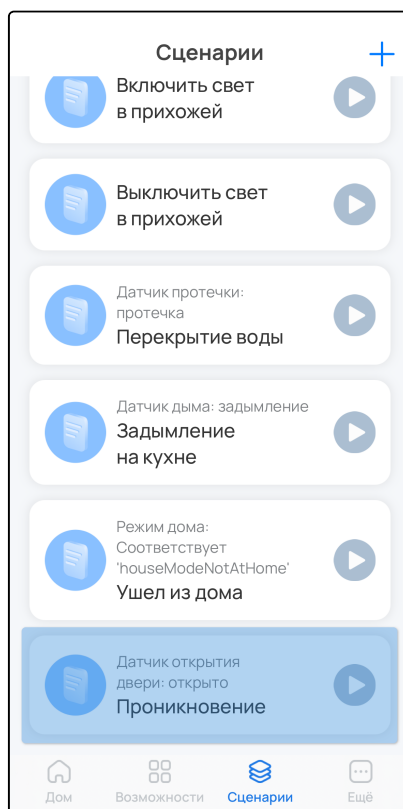 Сценарии
Включить свет
в прихожей
Выключить свет
в прихожей
Датчик протечки:
протечка
Перекрытие воды
Датчик дыма: задымление
Задымление
на кухне
Режим дома:
Соответствует
'houseModeNotAtHome'
Ушел из дома
Датчик открытия
двери: открыто
Проникновение
Дом
Возможности
Сценарии
Ещё